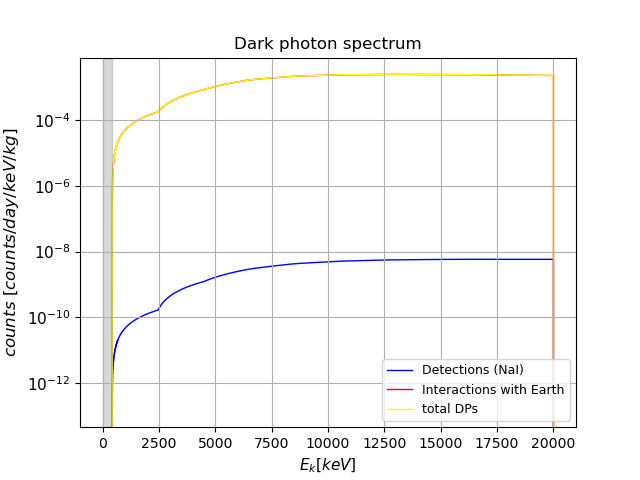 Dark photon spectrum
counts [counts/day/keV/kg]
10⁻⁴
10⁻⁶
10⁻⁸
10⁻¹⁰
10⁻¹²
Detections (NaI)
Interactions with Earth
total DPs
0 2500 5000 7500 10000 12500 15000 17500 20000
Eₖ[keV]